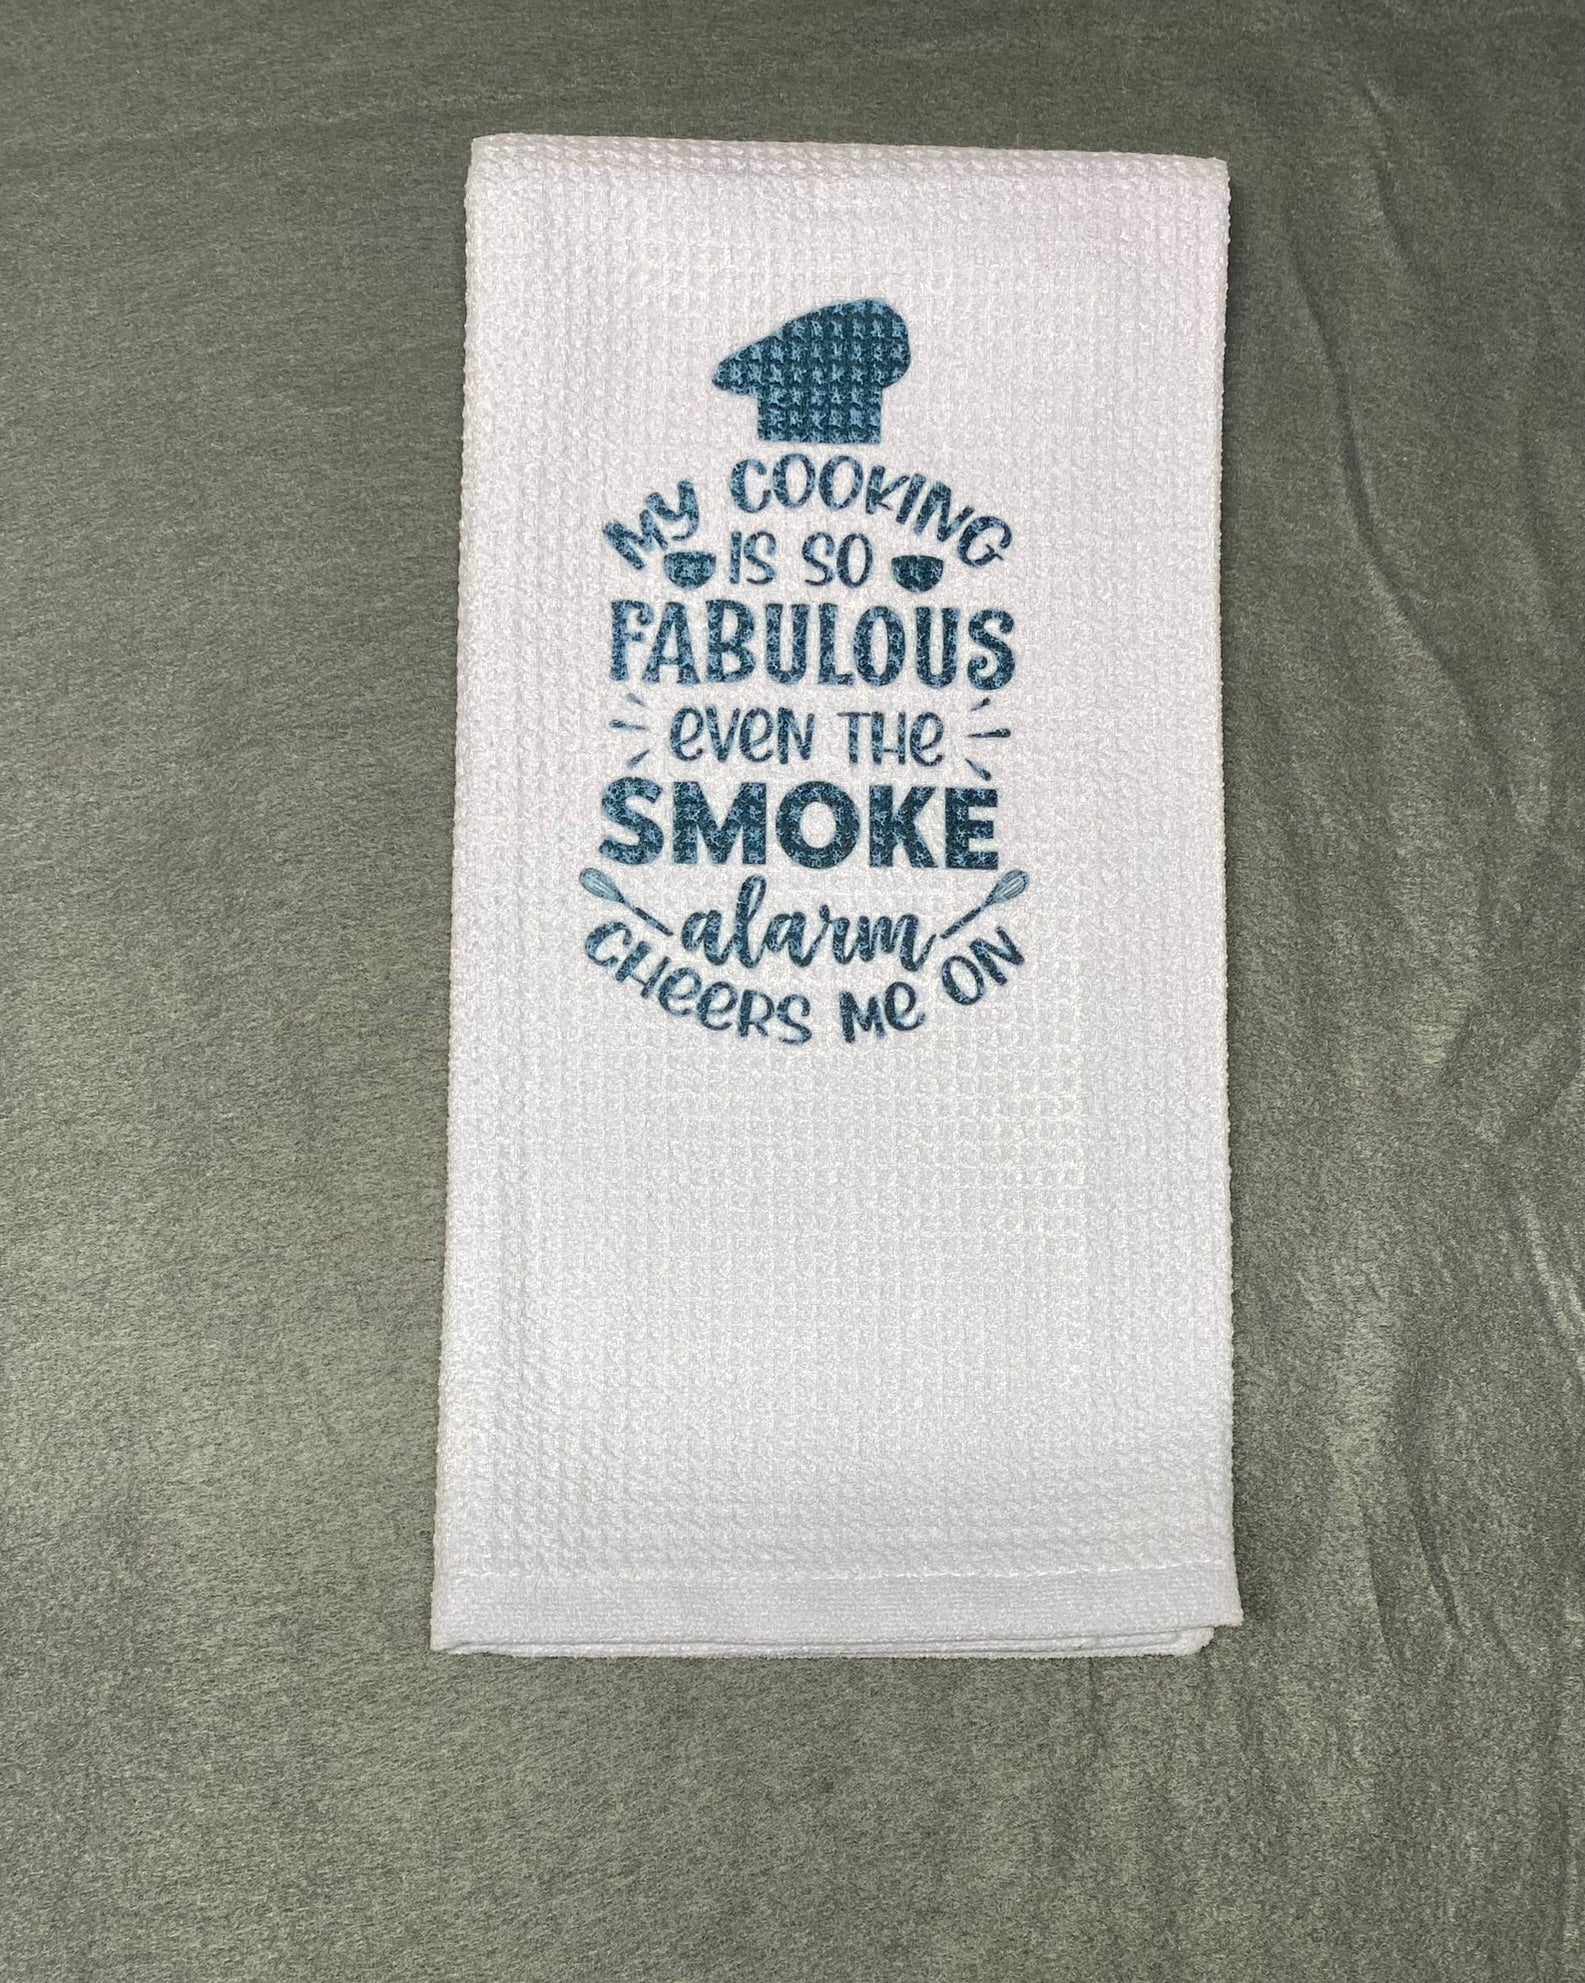 MY COOKING
IS SO
FABULOUS
eVeN THe
SMOKE
alarm
CHeeRS Me ON